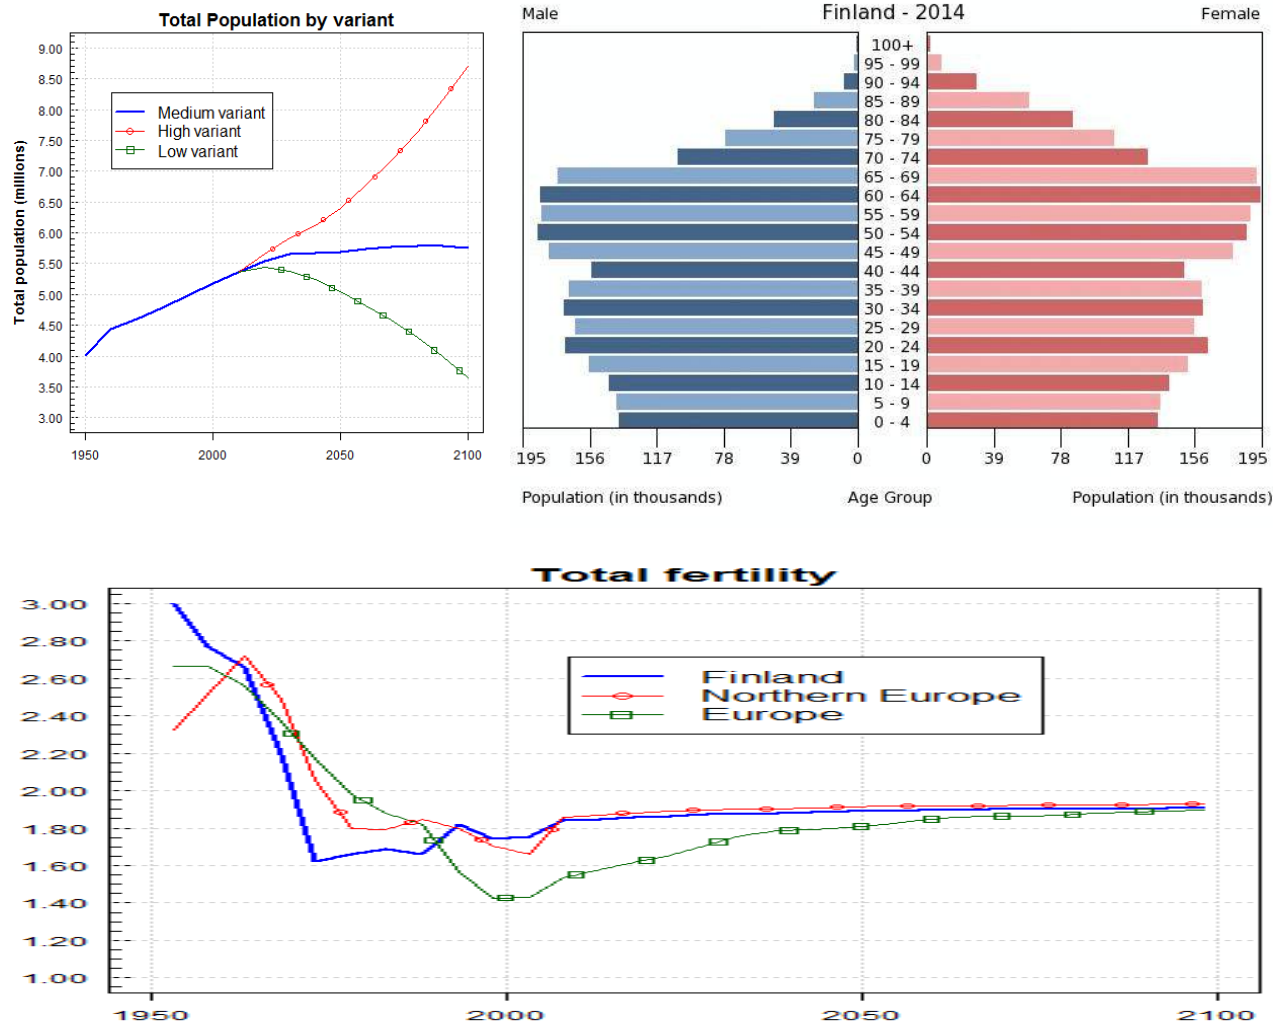 Total Population by variant
Total population (millions)
9.00
8.50
8.00
7.50
7.00
6.50
6.00
5.50
5.00
4.50
4.00
3.50
3.00
Medium variant
High variant
Low variant
1950 2000 2050 2100
Male Finland - 2014 Female
100+
95 - 99
90 - 94
85 - 89
80 - 84
75 - 79
70 - 74
65 - 69
60 - 64
55 - 59
50 - 54
45 - 49
40 - 44
35 - 39
30 - 34
25 - 29
20 - 24
15 - 19
10 - 14
5 - 9
0 - 4
195 156 117 78 39 0 0 39 78 117 156 195
Population (in thousands) Age Group Population (in thousands)
Total fertility
3.00
2.80
2.60
2.40
2.20
2.00
1.80
1.60
1.40
1.20
1.00
Finland
Northern Europe
Europe
1950 2000 2050 2100